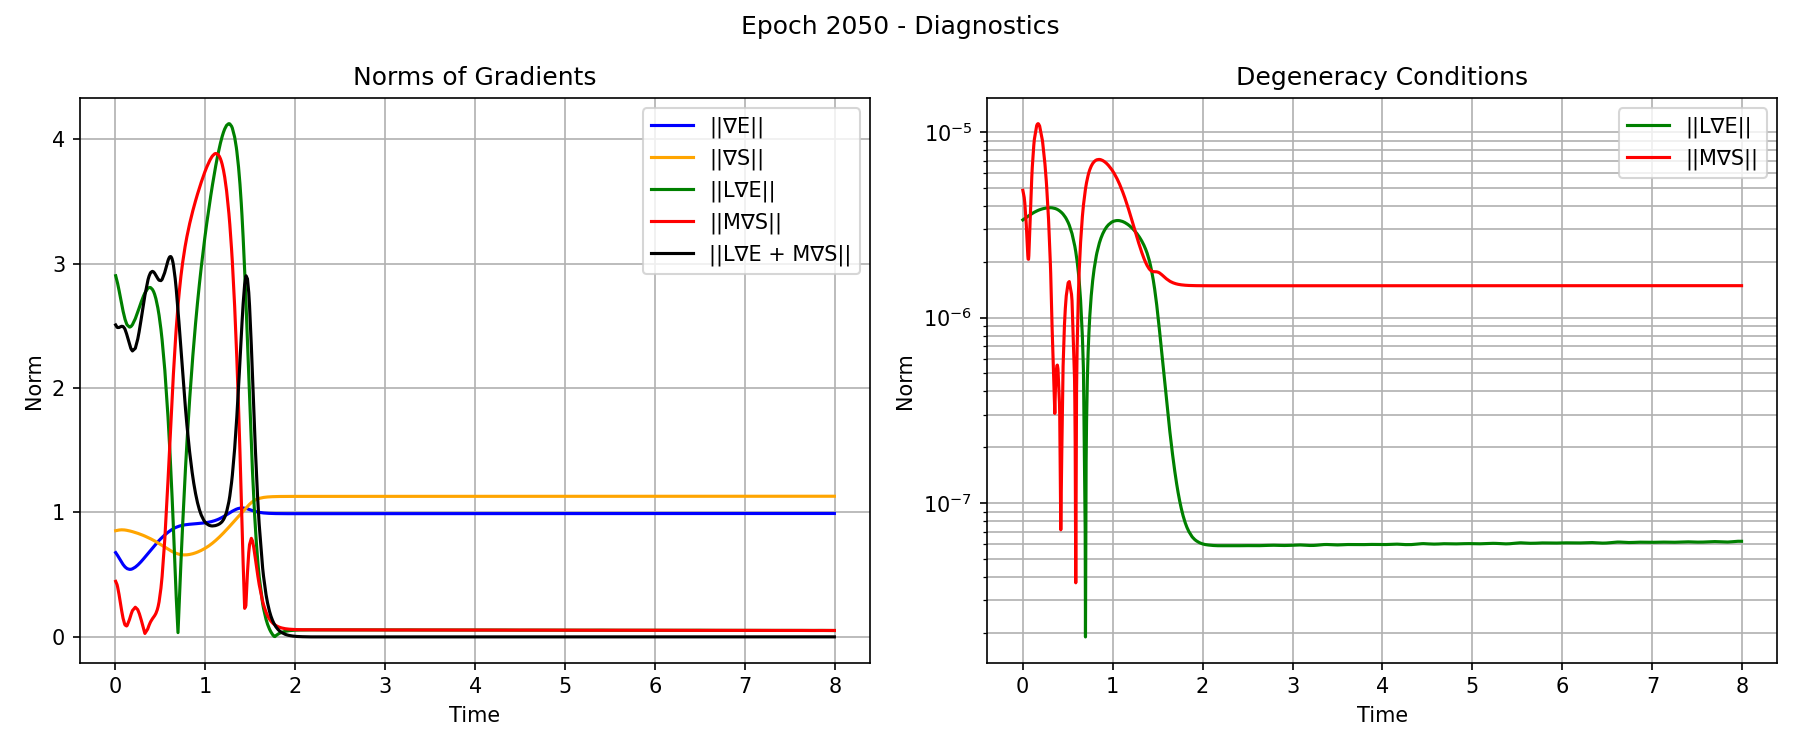 Epoch 2050 - Diagnostics
Norms of Gradients
Norm
4
3
2
1
0
0 1 2 3 4 5 6 7 8
Time
||∇E||
||∇S||
||L∇E||
||M∇S||
||L∇E + M∇S||
Degeneracy Conditions
Norm
10⁻⁵
10⁻⁶
10⁻⁷
0 1 2 3 4 5 6 7 8
Time
||L∇E||
||M∇S||